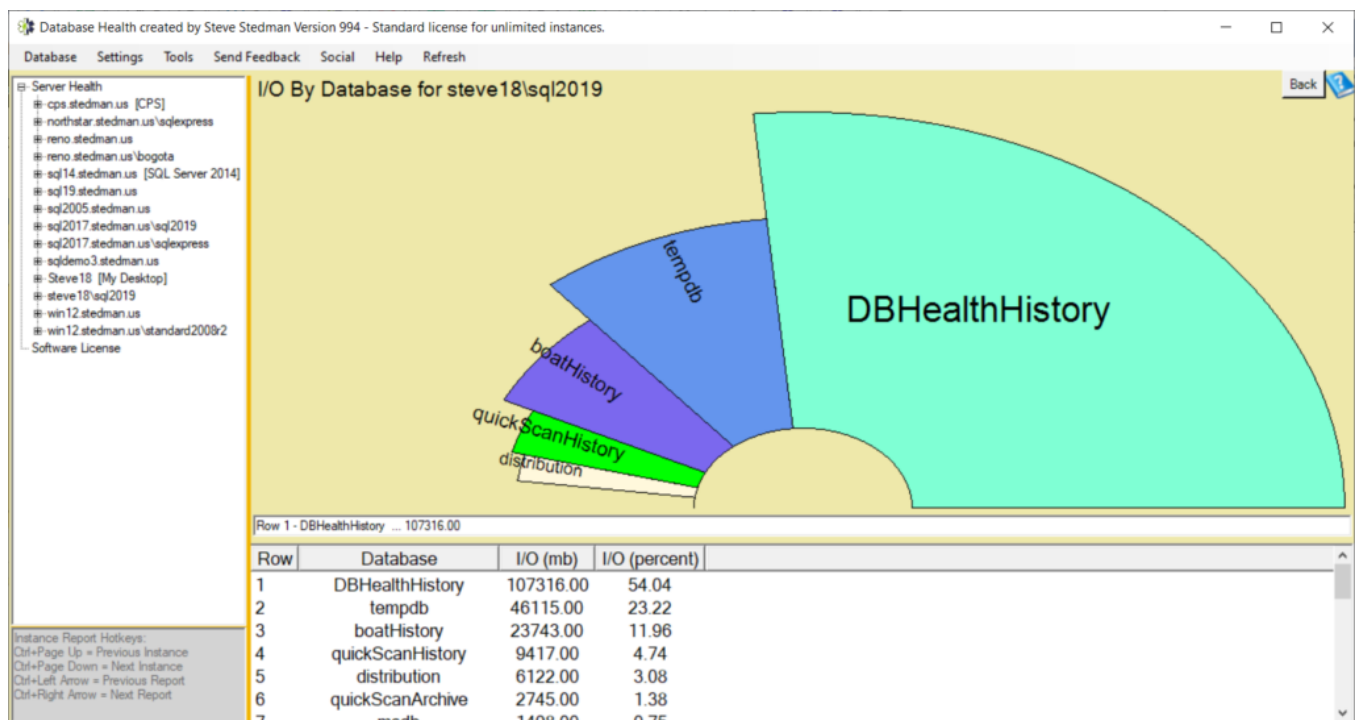 Database Health created by Steve Stedman Version 994 - Standard license for unlimited instances.
Database Settings Tools Send Feedback Social Help Refresh
Server Health
cps.stedman.us [CPS]
northstar.stedman.us\sqlexpress
reno.stedman.us
reno.stedman.us\bogota
sql14.stedman.us [SQL Server 2014]
sql19.stedman.us
sql2005.stedman.us
sql2017.stedman.us\sql2019
sql2017.stedman.us\sqlexpress
sqldemo3.stedman.us
Steve18 [My Desktop]
steve18\sql2019
win12.stedman.us
win12.stedman.us\standard2008r2
Software License
Instance Report Hotkeys:
Ctrl+Page Up = Previous Instance
Ctrl+Page Down = Next Instance
Ctrl+Left Arrow = Previous Report
Ctrl+Right Arrow = Next Report
I/O By Database for steve18\sql2019
Back
?
DBHealthHistory
tempdb
boatHistory
quickScanHistory
distribution
Row 1 - DBHealthHistory ... 107316.00
Row Database I/O (mb) I/O (percent)
1 DBHealthHistory 107316.00 54.04
2 tempdb 46115.00 23.22
3 boatHistory 23743.00 11.96
4 quickScanHistory 9417.00 4.74
5 distribution 6122.00 3.08
6 quickScanArchive 2745.00 1.38